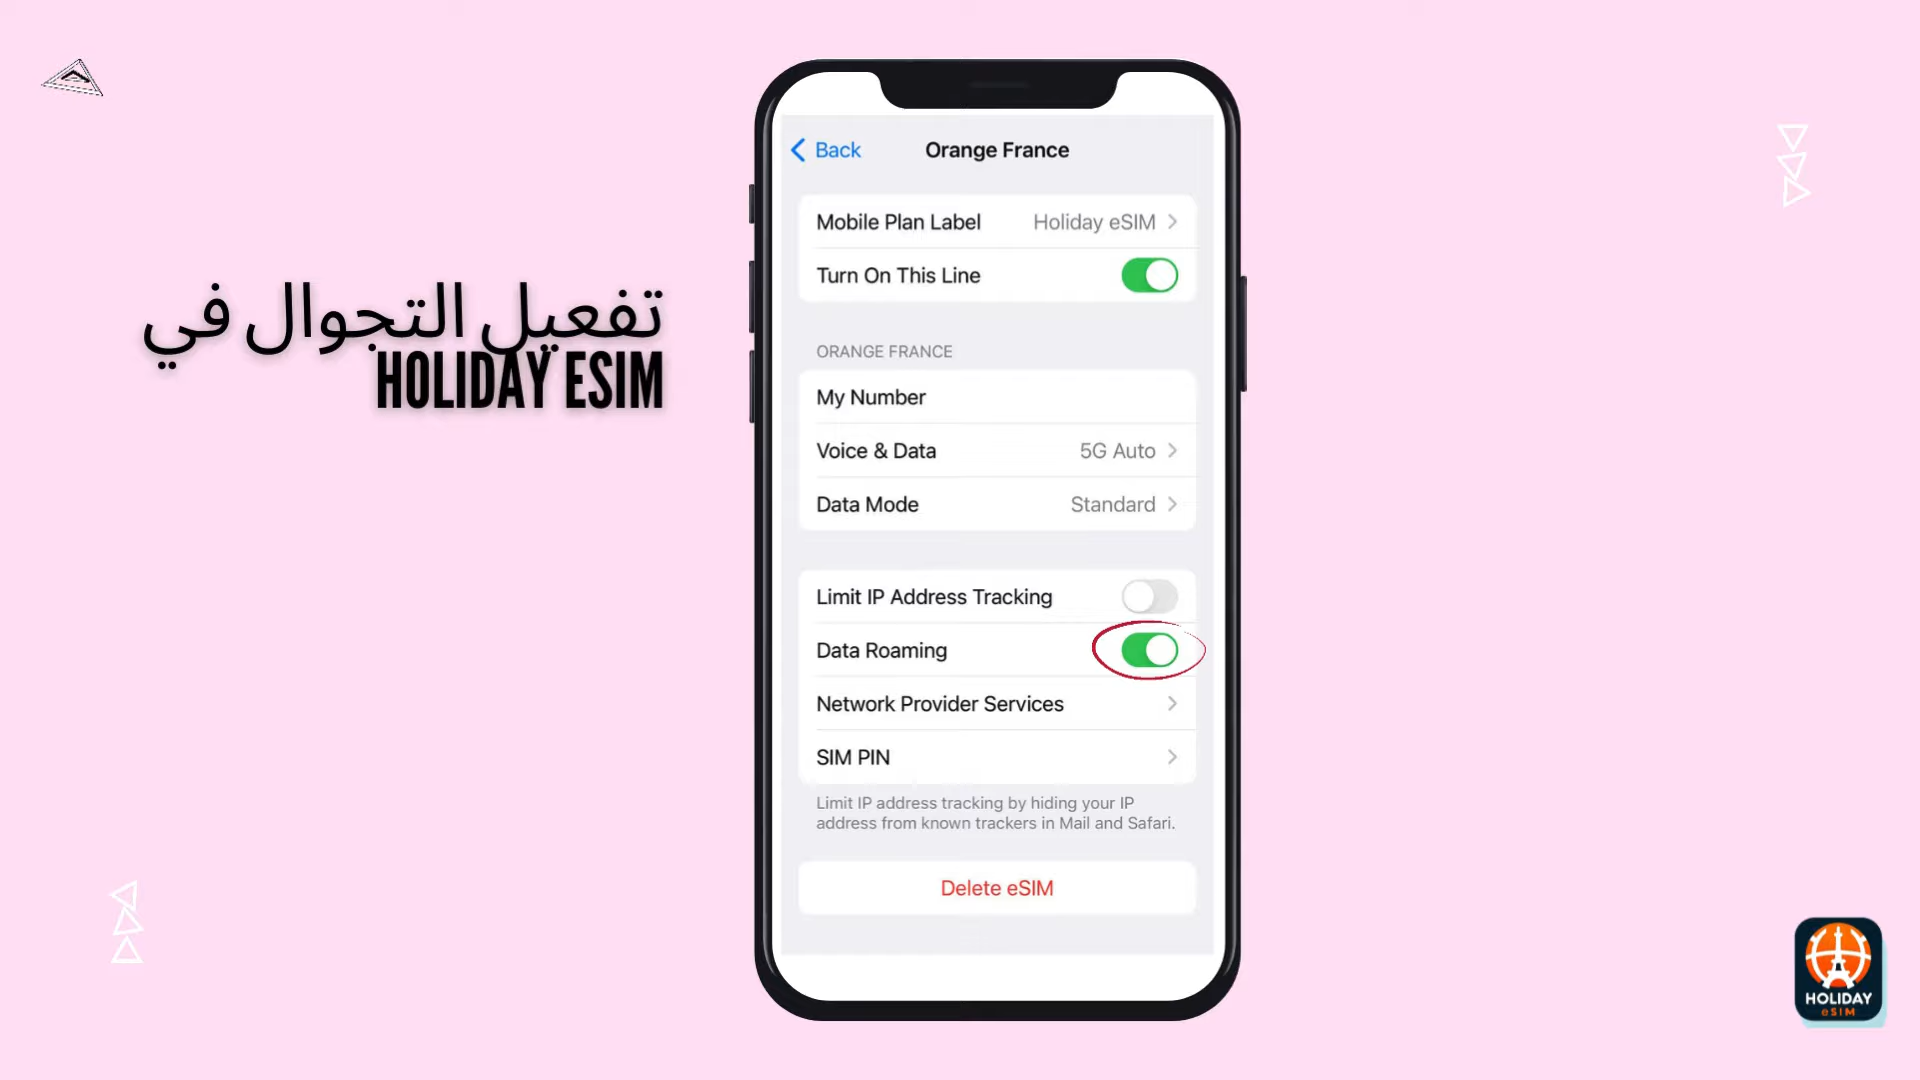 تفعيل التجوال في
HOLIDAY ESIM
Back
Orange France
Mobile Plan Label
Holiday eSIM
Turn On This Line
ORANGE FRANCE
My Number
Voice & Data
5G Auto
Data Mode
Standard
Limit IP Address Tracking
Data Roaming
Network Provider Services
SIM PIN
Limit IP address tracking by hiding your IP
address from known trackers in Mail and Safari.
Delete eSIM
HOLIDAY
eSIM